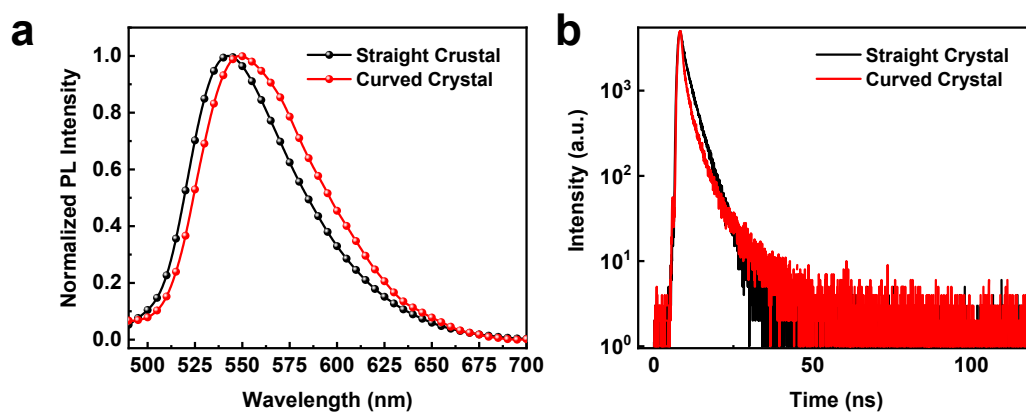 a
Normalized PL Intensity
1.0
0.8
0.6
0.4
0.2
0.0
Straight Crustal
Curved Crystal
500 525 550 575 600 625 650 675 700
Wavelength (nm)
b
Intensity (a.u.)
10³
10²
10¹
10⁰
Straight Crystal
Curved Crystal
0 50 100
Time (ns)